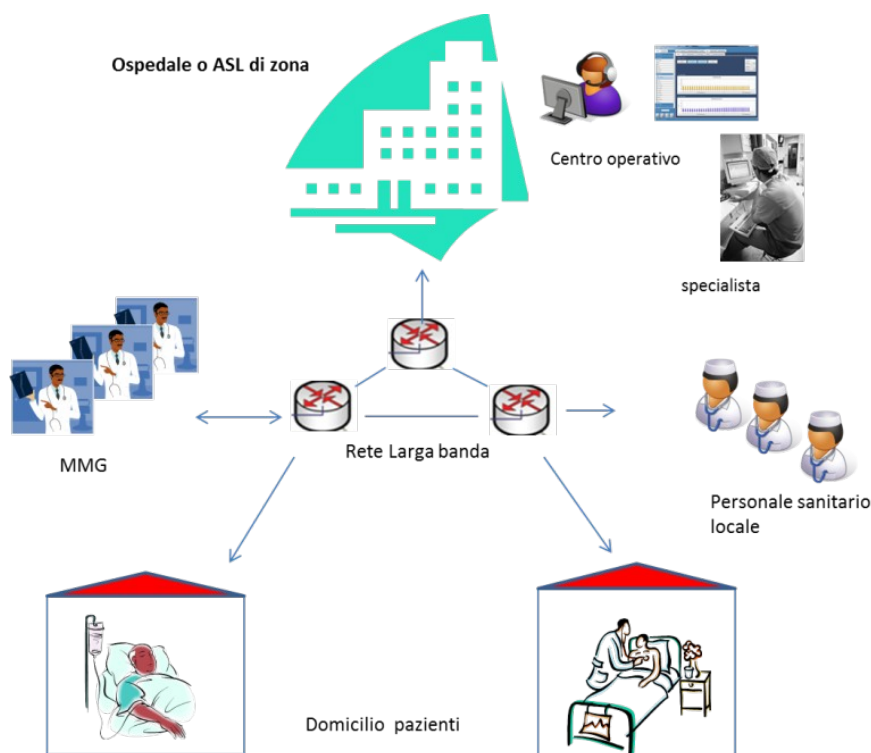 Ospedale o ASL di zona
Centro operativo
specialista
MMG
Rete Larga banda
Personale sanitario
locale
Domicilio pazienti